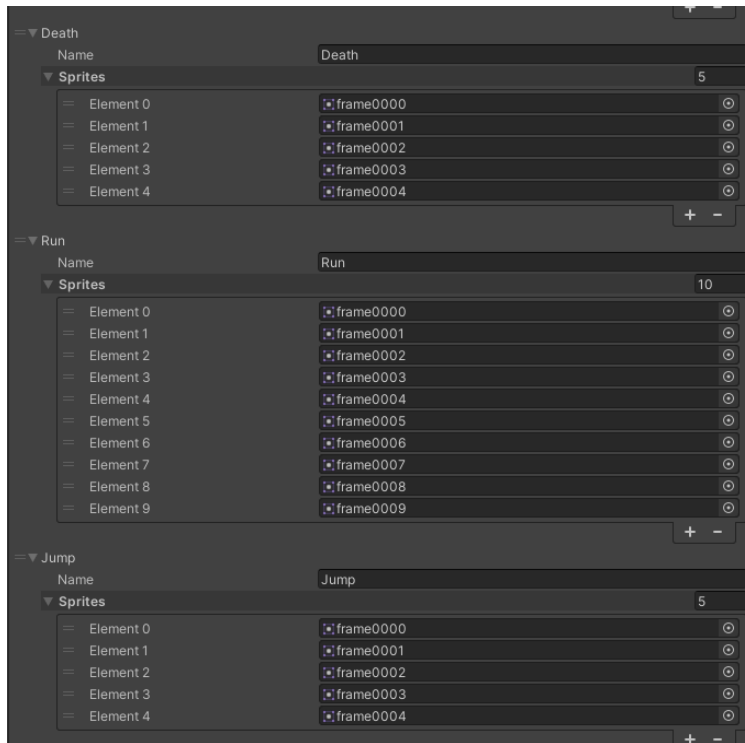 + -
Death
Name Death
Sprites 5
Element 0 frame0000
Element 1 frame0001
Element 2 frame0002
Element 3 frame0003
Element 4 frame0004
+ -
Run
Name Run
Sprites 10
Element 0 frame0000
Element 1 frame0001
Element 2 frame0002
Element 3 frame0003
Element 4 frame0004
Element 5 frame0005
Element 6 frame0006
Element 7 frame0007
Element 8 frame0008
Element 9 frame0009
+ -
Jump
Name Jump
Sprites 5
Element 0 frame0000
Element 1 frame0001
Element 2 frame0002
Element 3 frame0003
Element 4 frame0004
+ -